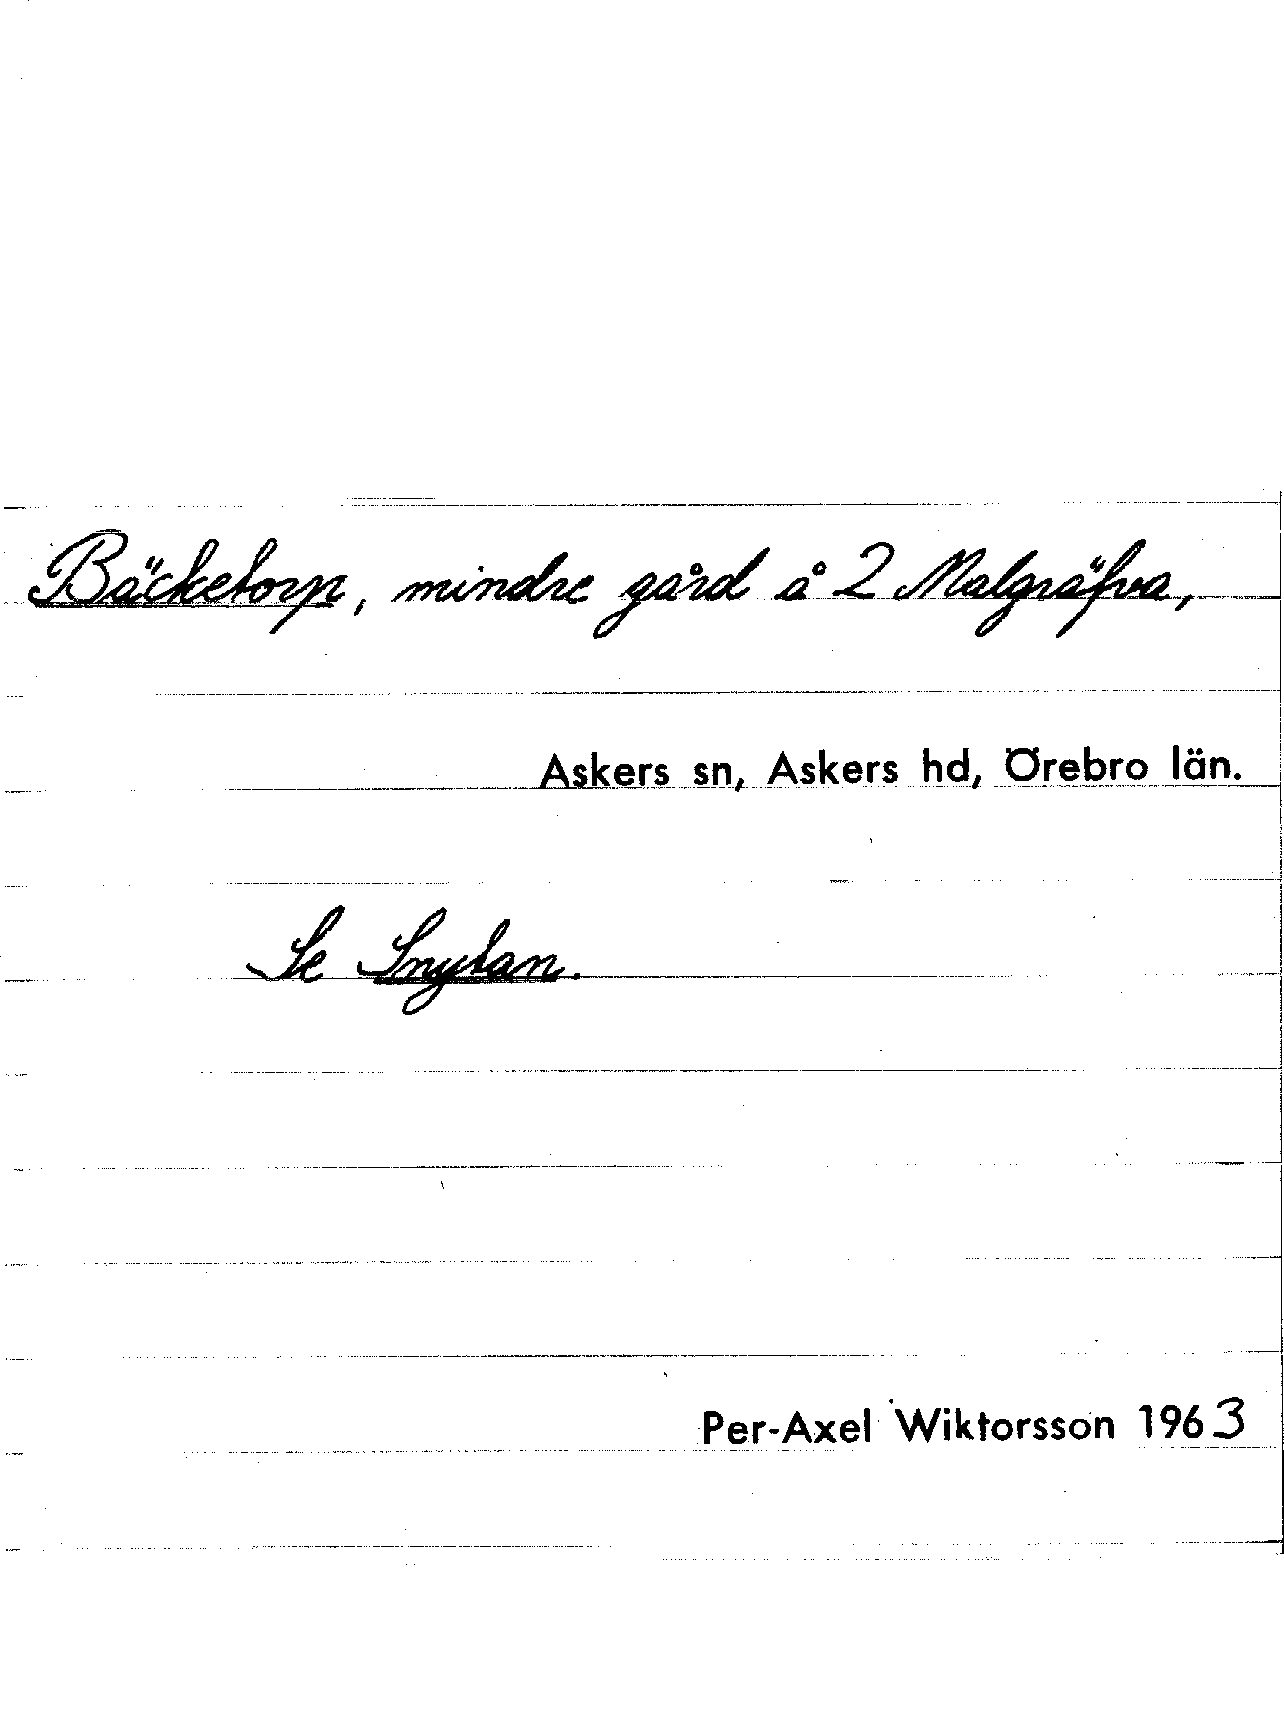 Bäcketorp, mindre gård å 2 Malgräfva,
Askers sn, Askers hd, Örebro län.
Se Snytan.
Per-Axel Wiktorsson 1963